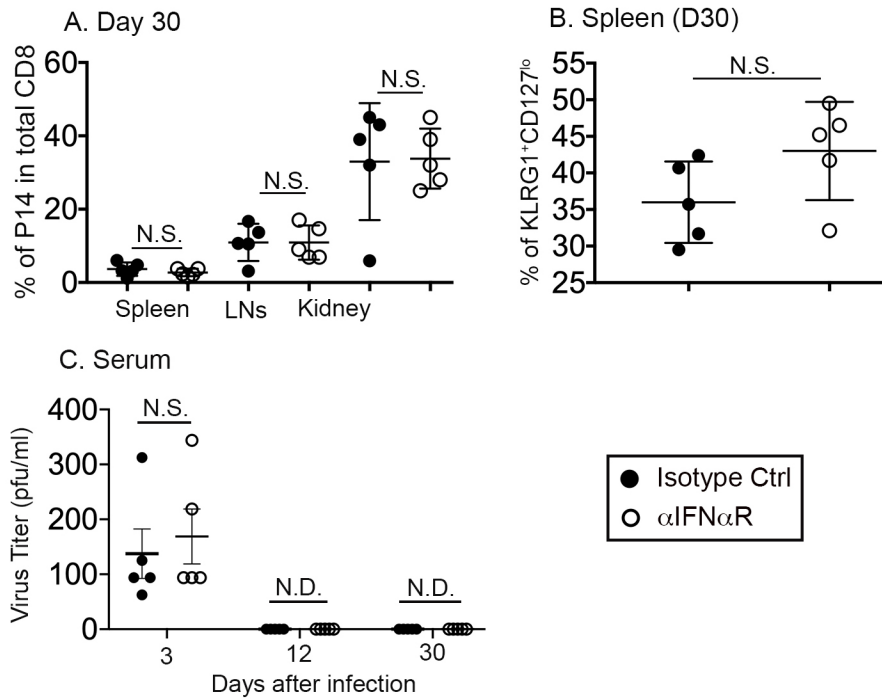 A. Day 30
% of P14 in total CD8
60
40
20
0
N.S.
N.S.
N.S.
Spleen
LNs
Kidney
B. Spleen (D30)
% of KLRG1⁺CD127ˡᵒ
55
50
45
40
35
30
25
N.S.
C. Serum
Virus Titer (pfu/ml)
400
300
200
100
0
N.S.
N.D.
N.D.
3
12
30
Days after infection
Isotype Ctrl
αIFNαR